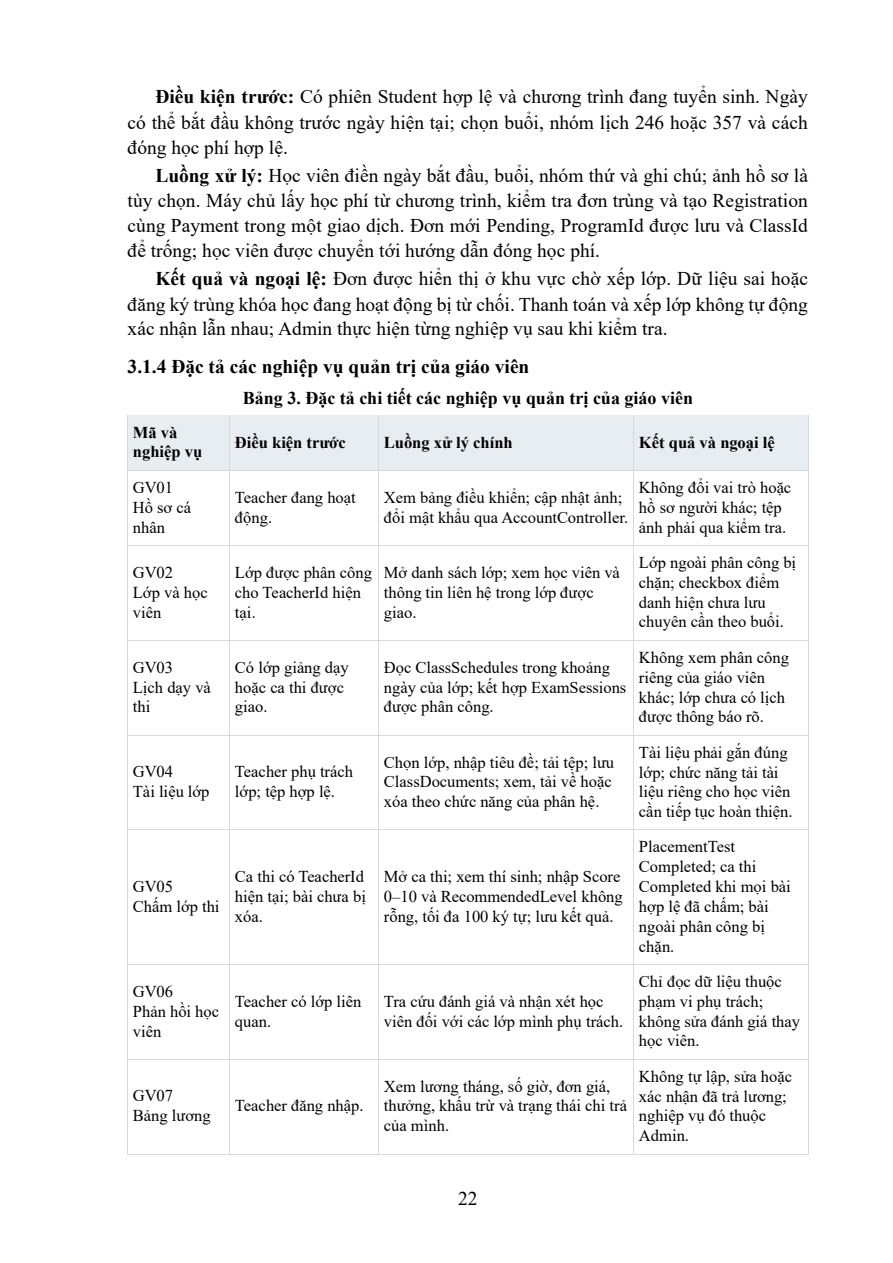 Điều kiện trước: Có phiên Student hợp lệ và chương trình đang tuyển sinh. Ngày
có thể bắt đầu không trước ngày hiện tại; chọn buổi, nhóm lịch 246 hoặc 357 và cách
đóng học phí hợp lệ.
Luồng xử lý: Học viên điền ngày bắt đầu, buổi, nhóm thứ và ghi chú; ảnh hồ sơ là
tùy chọn. Máy chủ lấy học phí từ chương trình, kiểm tra đơn trùng và tạo Registration
cùng Payment trong một giao dịch. Đơn mới Pending, ProgramId được lưu và ClassId
để trống; học viên được chuyển tới hướng dẫn đóng học phí.
Kết quả và ngoại lệ: Đơn được hiển thị ở khu vực chờ xếp lớp. Dữ liệu sai hoặc
đăng ký trùng khóa học đang hoạt động bị từ chối. Thanh toán và xếp lớp không tự động
xác nhận lẫn nhau; Admin thực hiện từng nghiệp vụ sau khi kiểm tra.
3.1.4 Đặc tả các nghiệp vụ quản trị của giáo viên
Bảng 3. Đặc tả chi tiết các nghiệp vụ quản trị của giáo viên
Mã và
nghiệp vụ
Điều kiện trước
Luồng xử lý chính
Kết quả và ngoại lệ
GV01
Hồ sơ cá
nhân
Teacher đang hoạt
động.
Xem bảng điều khiển; cập nhật ảnh;
đổi mật khẩu qua AccountController.
Không đổi vai trò hoặc
hồ sơ người khác; tệp
ảnh phải qua kiểm tra.
GV02
Lớp và học
viên
Lớp được phân công
cho TeacherId hiện
tại.
Mở danh sách lớp; xem học viên và
thông tin liên hệ trong lớp được
giao.
Lớp ngoài phân công bị
chặn; checkbox điểm
danh hiện chưa lưu
chuyên cần theo buổi.
GV03
Lịch dạy và
thi
Có lớp giảng dạy
hoặc ca thi được
giao.
Đọc ClassSchedules trong khoảng
ngày của lớp; kết hợp ExamSessions
được phân công.
Không xem phân công
riêng của giáo viên
khác; lớp chưa có lịch
được thông báo rõ.
GV04
Tài liệu lớp
Teacher phụ trách
lớp; tệp hợp lệ.
Chọn lớp, nhập tiêu đề; tải tệp; lưu
ClassDocuments; xem, tải về hoặc
xóa theo chức năng của phân hệ.
Tài liệu phải gắn đúng
lớp; chức năng tải tài
liệu riêng cho học viên
cần tiếp tục hoàn thiện.
GV05
Chấm lớp thi
Ca thi có TeacherId
hiện tại; bài chưa bị
xóa.
Mở ca thi; xem thí sinh; nhập Score
0–10 và RecommendedLevel không
rỗng, tối đa 100 ký tự; lưu kết quả.
PlacementTest
Completed; ca thi
Completed khi mọi bài
hợp lệ đã chấm; bài
ngoài phân công bị
chặn.
GV06
Phản hồi học
viên
Teacher có lớp liên
quan.
Tra cứu đánh giá và nhận xét học
viên đối với các lớp mình phụ trách.
Chỉ đọc dữ liệu thuộc
phạm vi phụ trách;
không sửa đánh giá thay
học viên.
GV07
Bảng lương
Teacher đăng nhập.
Xem lương tháng, số giờ, đơn giá,
thưởng, khấu trừ và trạng thái chi trả
của mình.
Không tự lập, sửa hoặc
xác nhận đã trả lương;
nghiệp vụ đó thuộc
Admin.
22